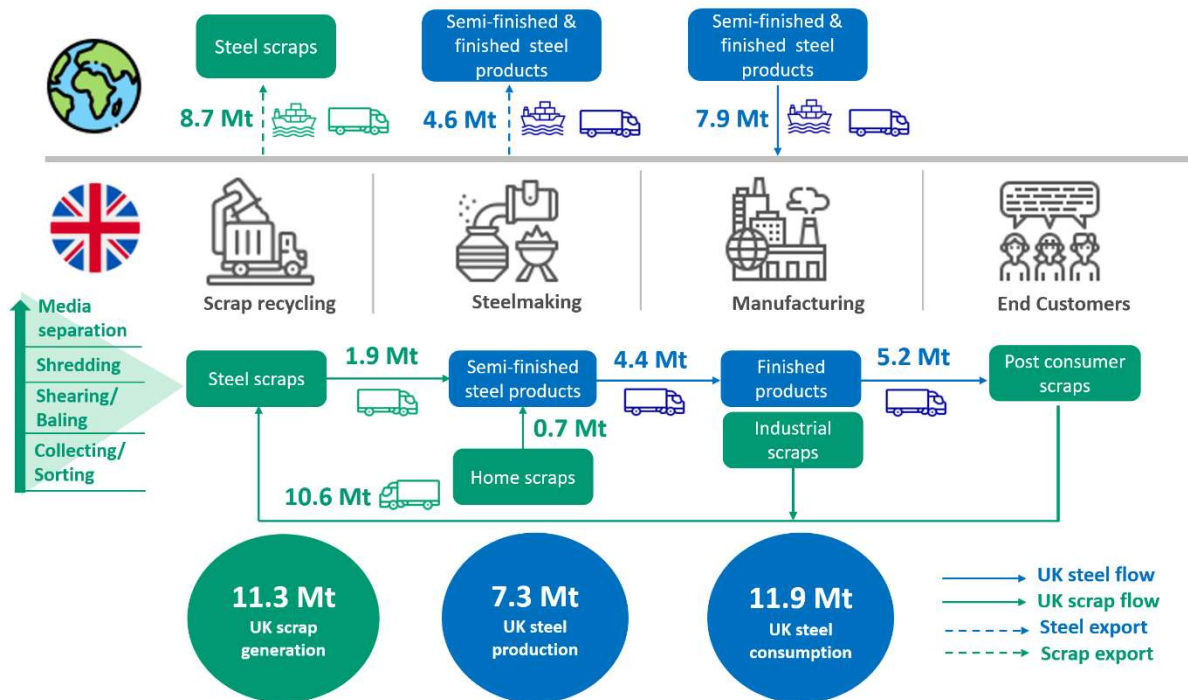 Steel scraps
Semi-finished &
finished steel
products
Semi-finished &
finished steel
products
8.7 Mt
4.6 Mt
7.9 Mt
Scrap recycling
Steelmaking
Manufacturing
End Customers
Media
separation
Shredding
Shearing/
Baling
Collecting/
Sorting
Steel scraps
1.9 Mt
Semi-finished
steel products
4.4 Mt
Finished
products
5.2 Mt
Post consumer
scraps
0.7 Mt
Home scraps
Industrial
scraps
10.6 Mt
11.3 Mt
UK scrap
generation
7.3 Mt
UK steel
production
11.9 Mt
UK steel
consumption
UK steel flow
UK scrap flow
Steel export
Scrap export